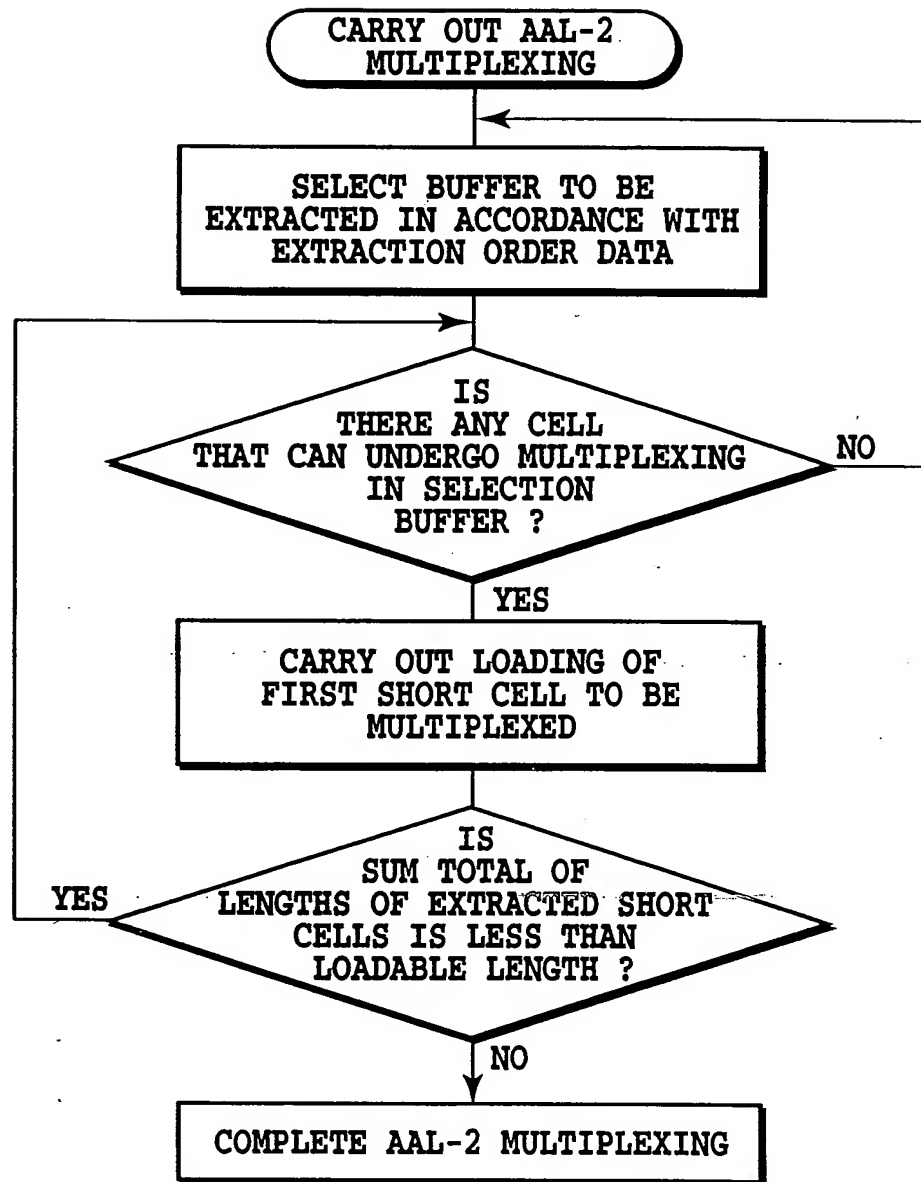 CARRY OUT AAL-2
MULTIPLEXING
SELECT BUFFER TO BE
EXTRACTED IN ACCORDANCE WITH
EXTRACTION ORDER DATA
IS
THERE ANY CELL
THAT CAN UNDERGO MULTIPLEXING
IN SELECTION
BUFFER ?
NO
YES
CARRY OUT LOADING OF
FIRST SHORT CELL TO BE
MULTIPLEXED
IS
SUM TOTAL OF
LENGTHS OF EXTRACTED SHORT
CELLS IS LESS THAN
LOADABLE LENGTH ?
YES
NO
COMPLETE AAL-2 MULTIPLEXING